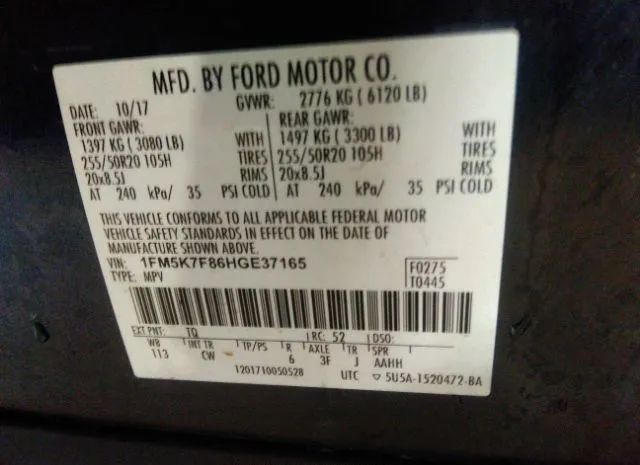 MFD. BY FORD MOTOR CO.
DATE: 10/17 GVWR: 2776 KG ( 6120 LB)
FRONT GAWR: REAR GAWR:
1397 KG ( 3080 LB) WITH 1497 KG ( 3300 LB) WITH
255/50R20 105H TIRES 255/50R20 105H TIRES
20x8.5J RIMS 20x8.5J RIMS
AT 240 kPa/ 35 PSI COLD AT 240 kPa/ 35 PSI COLD
THIS VEHICLE CONFORMS TO ALL APPLICABLE FEDERAL MOTOR
VEHICLE SAFETY STANDARDS IN EFFECT ON THE DATE OF
MANUFACTURE SHOWN ABOVE.
VIN: 1FM5K7F86HGE37165 F0275
TYPE: MPV T0445
EXT PNT: TQ RC: 52 DSO:
WB INT TR TP/PS R AXLE TR SPR
113 CW 6 3F J AAHH
1201710050528 UTC ▽ 5U5A-1520472-BA